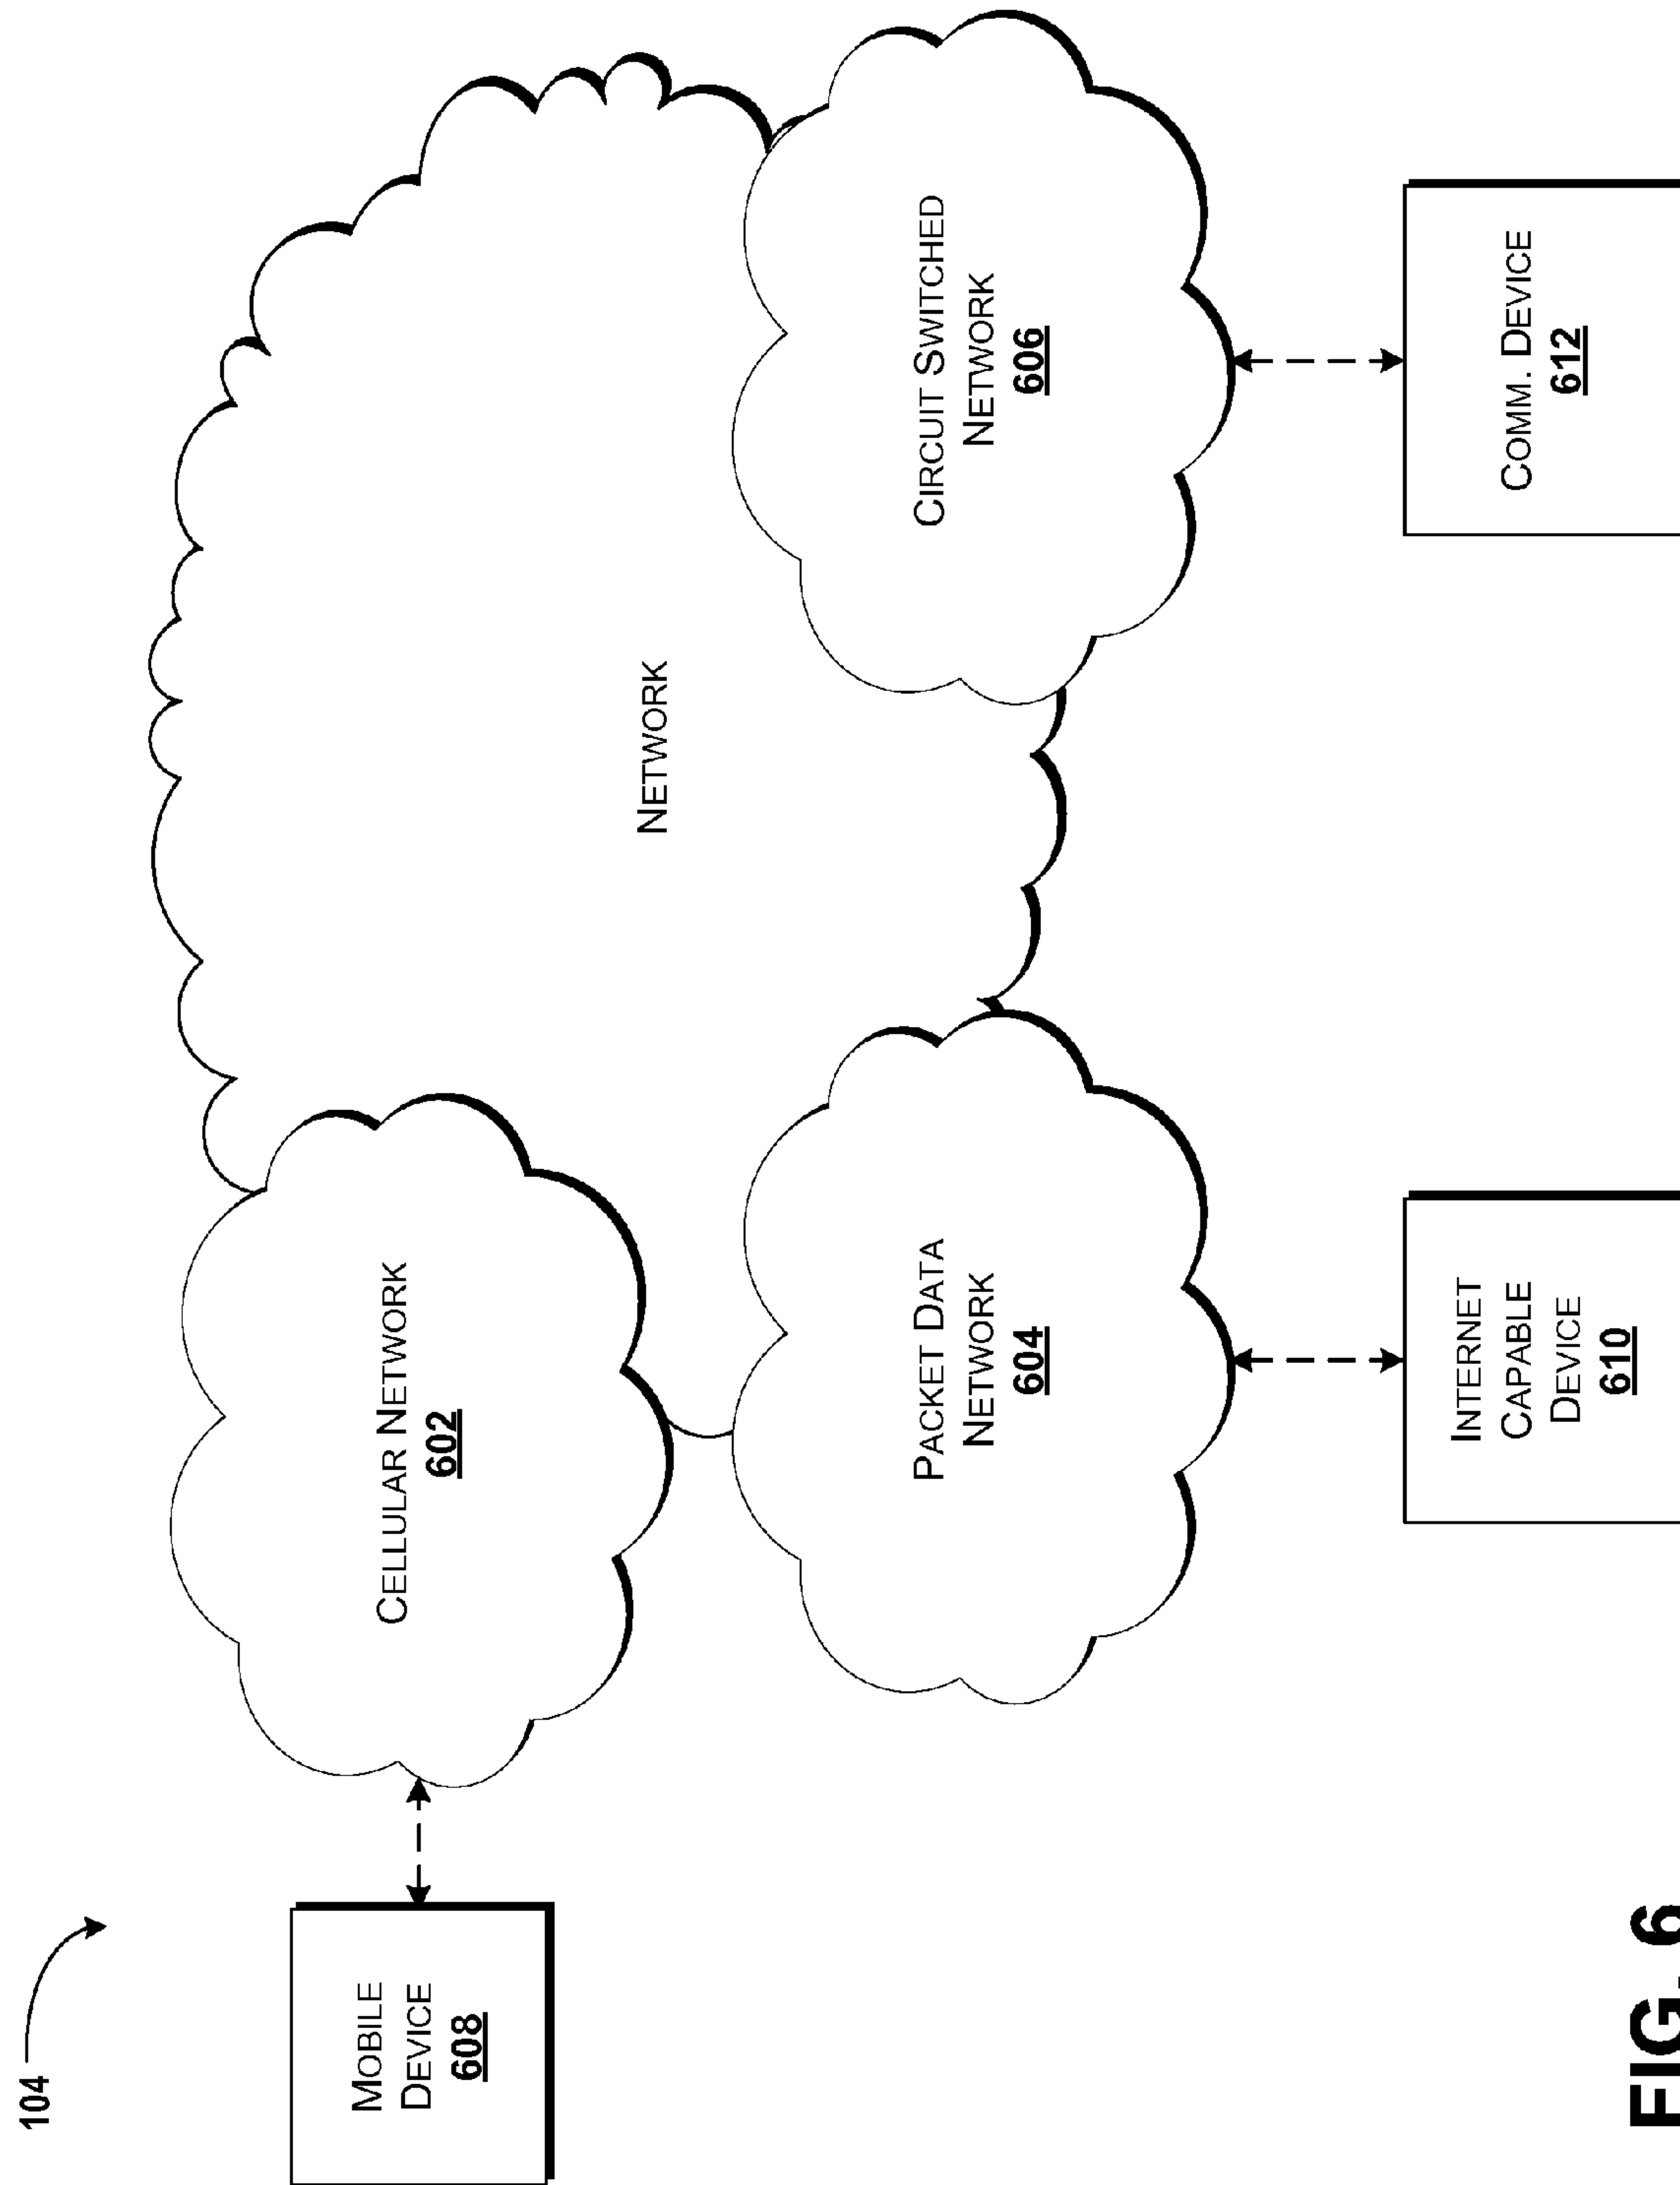 104
MOBILE
DEVICE
608
CELLULAR NETWORK
602
NETWORK
PACKET DATA
NETWORK
604
CIRCUIT SWITCHED
NETWORK
606
INTERNET
CAPABLE
DEVICE
610
COMM. DEVICE
612
FIG. 6